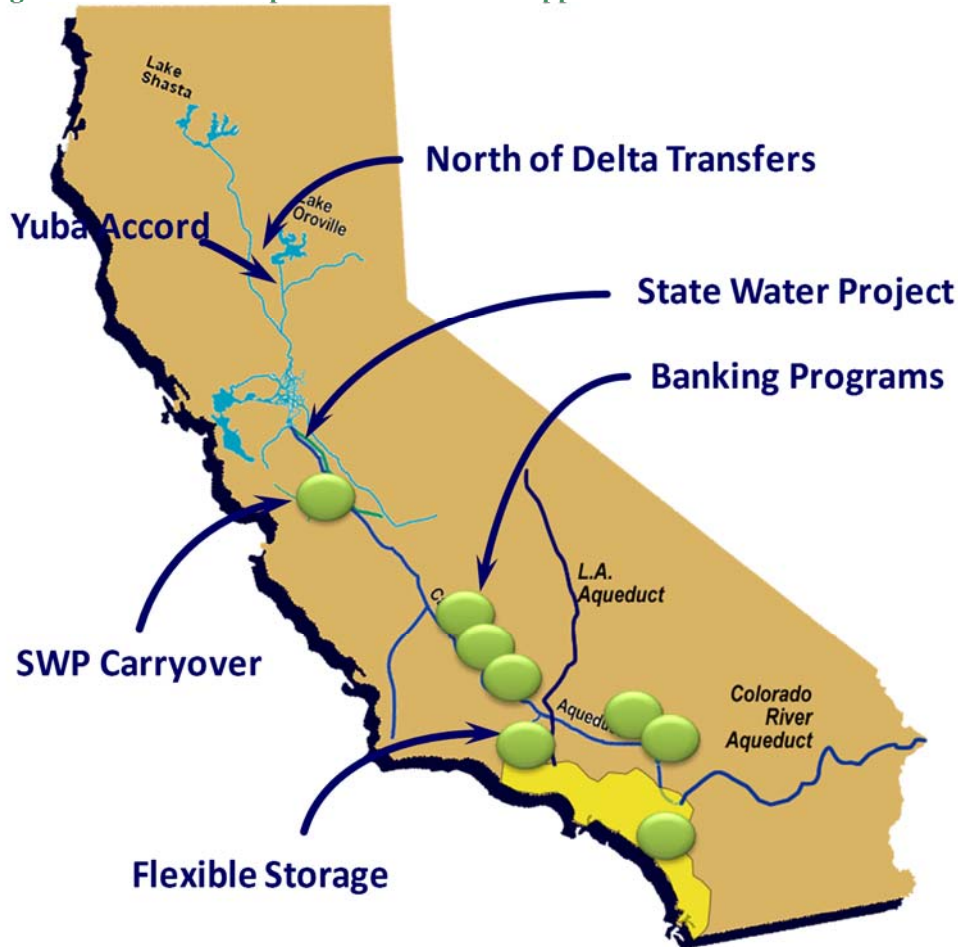 Lake
Shasta
North of Delta Transfers
Lake
Oroville
Yuba Accord
State Water Project
Banking Programs
L.A.
Aqueduct
SWP Carryover
Colorado
River
Aqueduct
Aqueduct
Flexible Storage